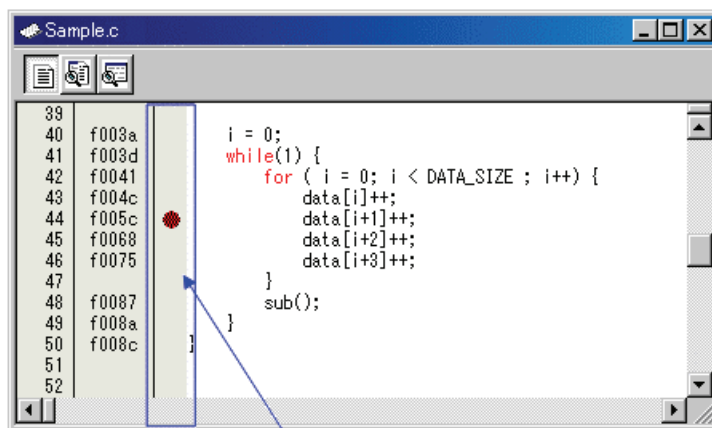 Sample.c
39
40 f003a i = 0;
41 f003d while(1) {
42 f0041 for ( i = 0; i < DATA_SIZE ; i++) {
43 f004c data[i]++;
44 f005c data[i+1]++;
45 f0068 data[i+2]++;
46 f0075 data[i+3]++;
47 }
48 f0087 sub();
49 f008a }
50 f008c }
51
52